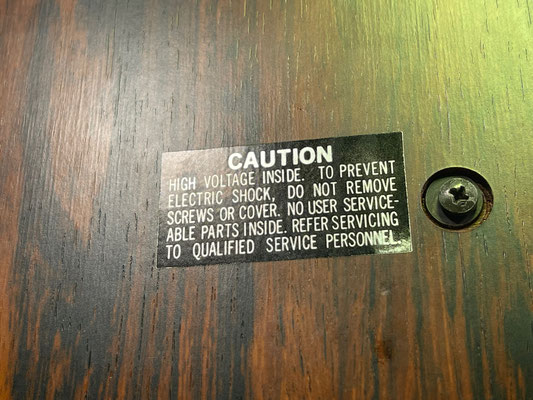 CAUTION
HIGH VOLTAGE INSIDE. TO PREVENT
ELECTRIC SHOCK, DO NOT REMOVE
SCREWS OR COVER. NO USER SERVICE-
ABLE PARTS INSIDE. REFER SERVICING
TO QUALIFIED SERVICE PERSONNEL.